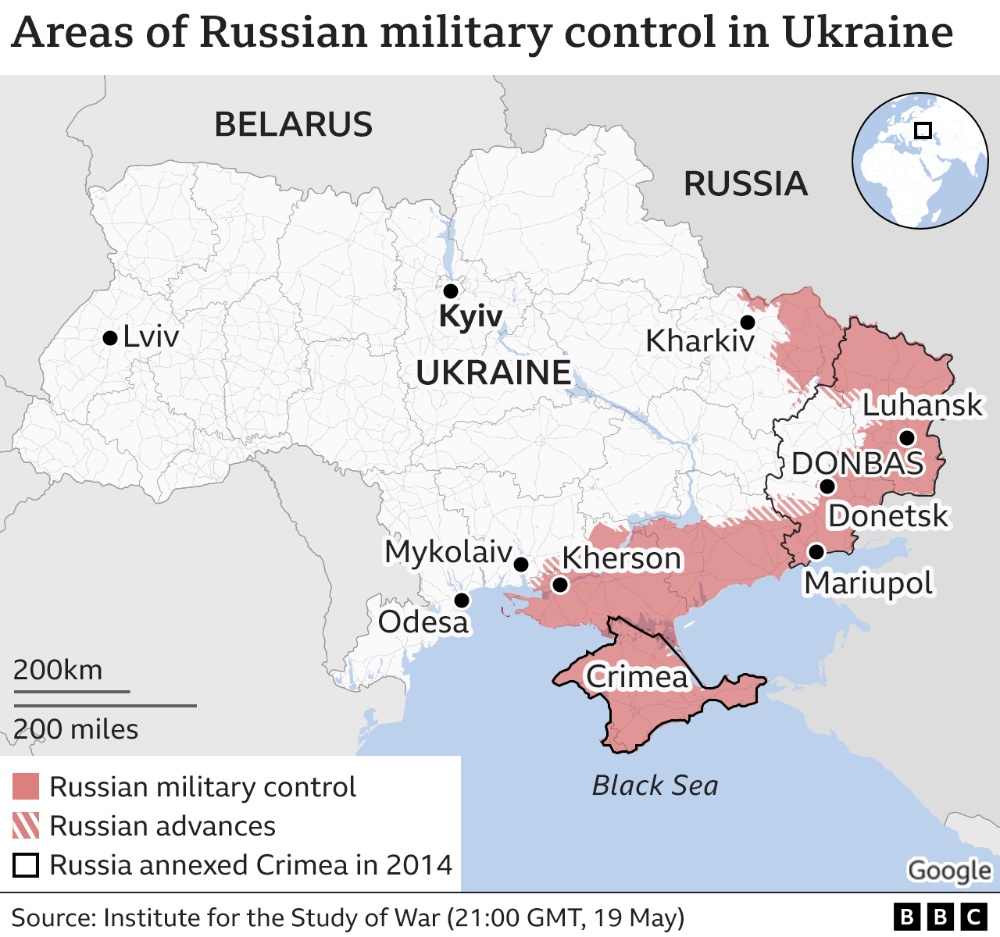 Areas of Russian military control in Ukraine
BELARUS
RUSSIA
Kyiv
Lviv
Kharkiv
UKRAINE
Luhansk
DONBAS
Donetsk
Mykolaiv
Kherson
Mariupol
Odesa
Crimea
200km
200 miles
Black Sea
Russian military control
Russian advances
Russia annexed Crimea in 2014
Google
Source: Institute for the Study of War (21:00 GMT, 19 May)
BBC